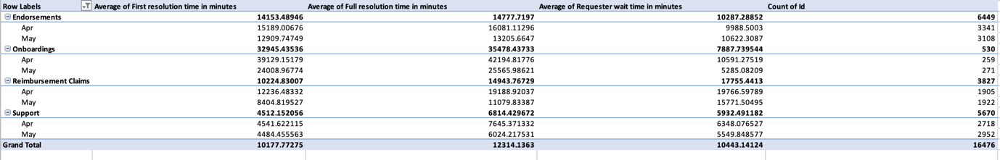 Row Labels Average of First resolution time in minutes Average of Full resolution time in minutes Average of Requester wait time in minutes Count of Id
Endorsements 14153.48946 14777.7197 10287.28852 6449
Apr 15189.00676 16081.11296 9988.5003 3341
May 12909.74749 13205.6647 10622.3087 3108
Onboardings 32945.43536 35478.43733 7887.739544 530
Apr 39129.15179 42194.81776 10591.27519 259
May 24008.96774 25565.98621 5285.08209 271
Reimbursement Claims 10224.83007 14943.76729 17755.4413 3827
Apr 12236.48332 19188.92037 19766.59789 1905
May 8404.819527 11079.83387 15771.50495 1922
Support 4512.152056 6814.429672 5932.491182 5670
Apr 4541.622115 7645.371332 6348.076527 2718
May 4484.455563 6024.217531 5549.848577 2952
Grand Total 10177.77275 12314.1363 10443.14124 16476